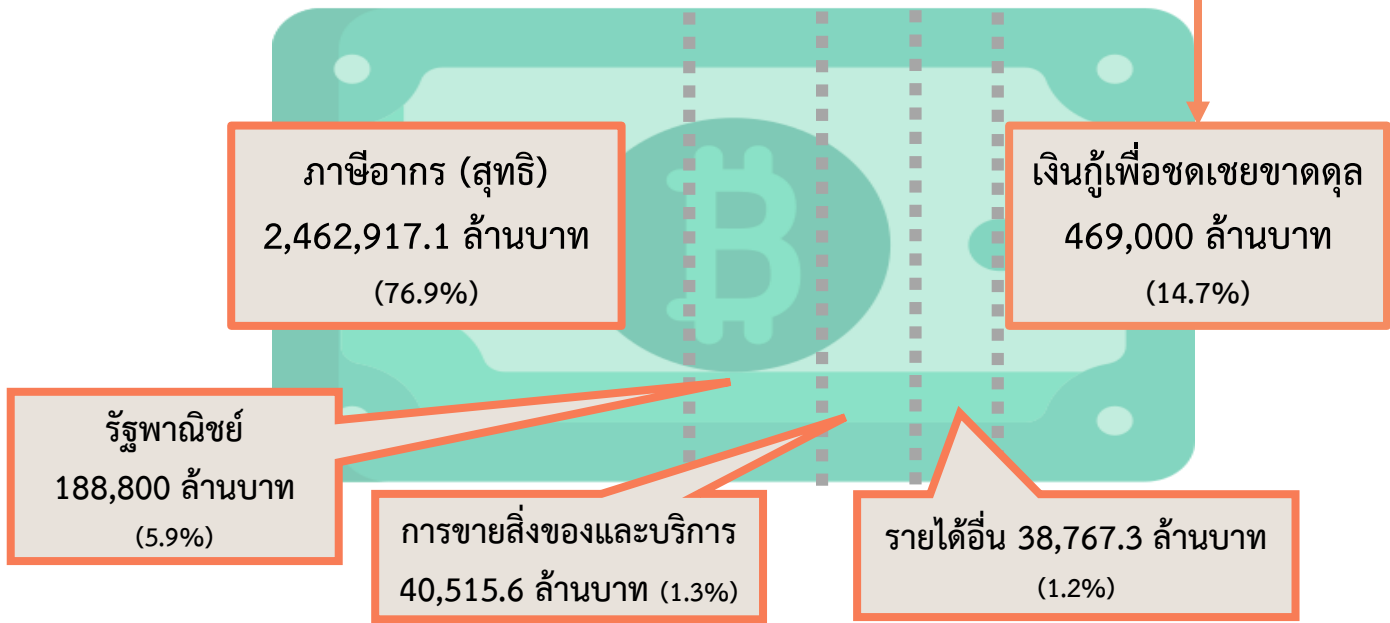 ภาษีอากร (สุทธิ)
2,462,917.1 ล้านบาท
(76.9%)
เงินกู้เพื่อชดเชยขาดดุล
469,000 ล้านบาท
(14.7%)
รัฐพาณิชย์
188,800 ล้านบาท
(5.9%)
การขายสิ่งของและบริการ
40,515.6 ล้านบาท (1.3%)
รายได้อื่น 38,767.3 ล้านบาท
(1.2%)